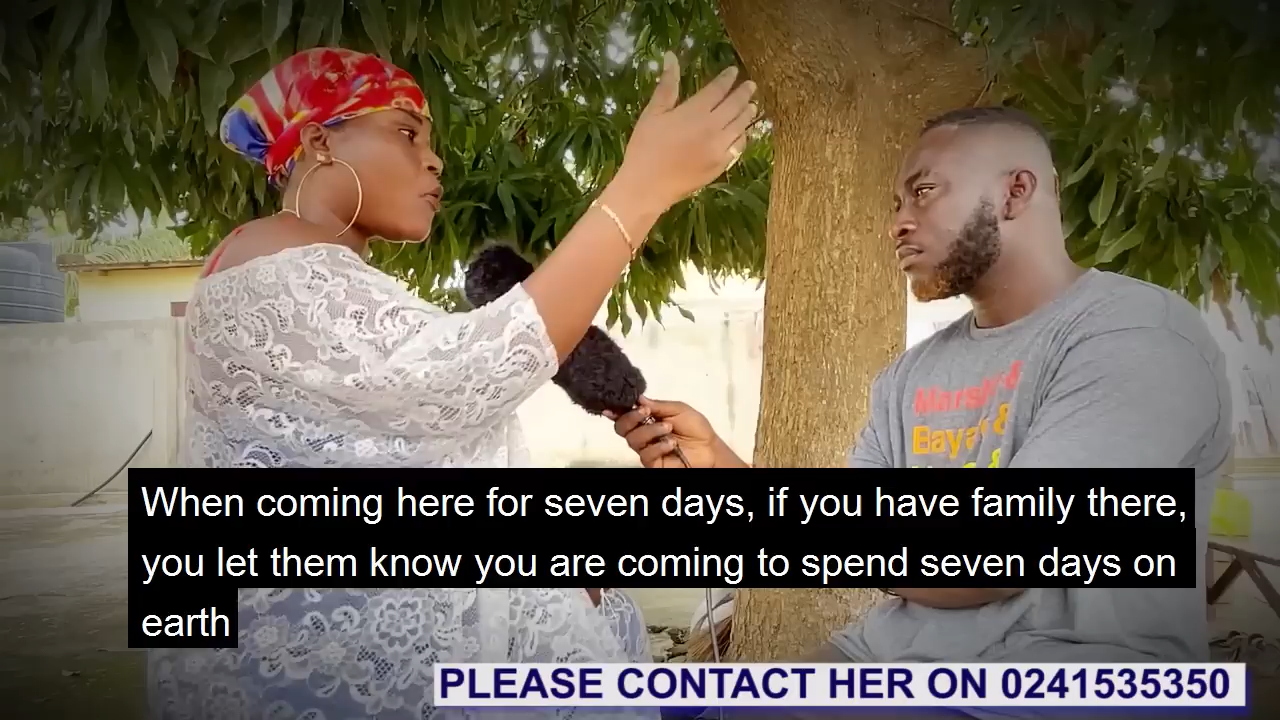 Bay
When coming here for seven days, if you have family there,
you let them know you are coming to spend seven days on
earth
PLEASE CONTACT HER ON 0241535350